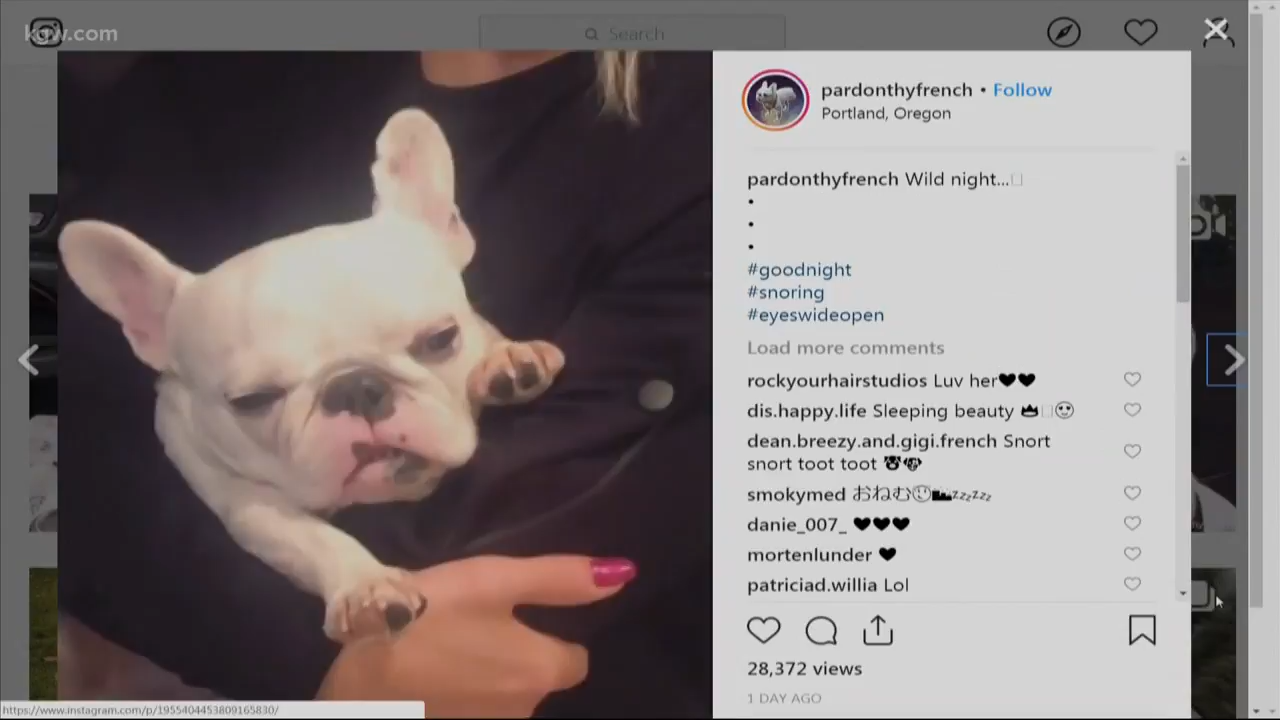 kgw.com
Search
pardonthyfrench • Follow
Portland, Oregon
pardonthyfrench Wild night...
•
•
•
#goodnight
#snoring
#eyeswideopen
Load more comments
rockyourhairstudios Luv her🖤🖤
dis.happy.life Sleeping beauty
dean.breezy.and.gigi.french Snort
snort toot toot
smokymed おねむ zzzzz
danie_007_ 🖤🖤🖤
mortenlunder 🖤
patriciad.willia Lol
28,372 views
1 DAY AGO
https://www.instagram.com/p/1955404453809165830/